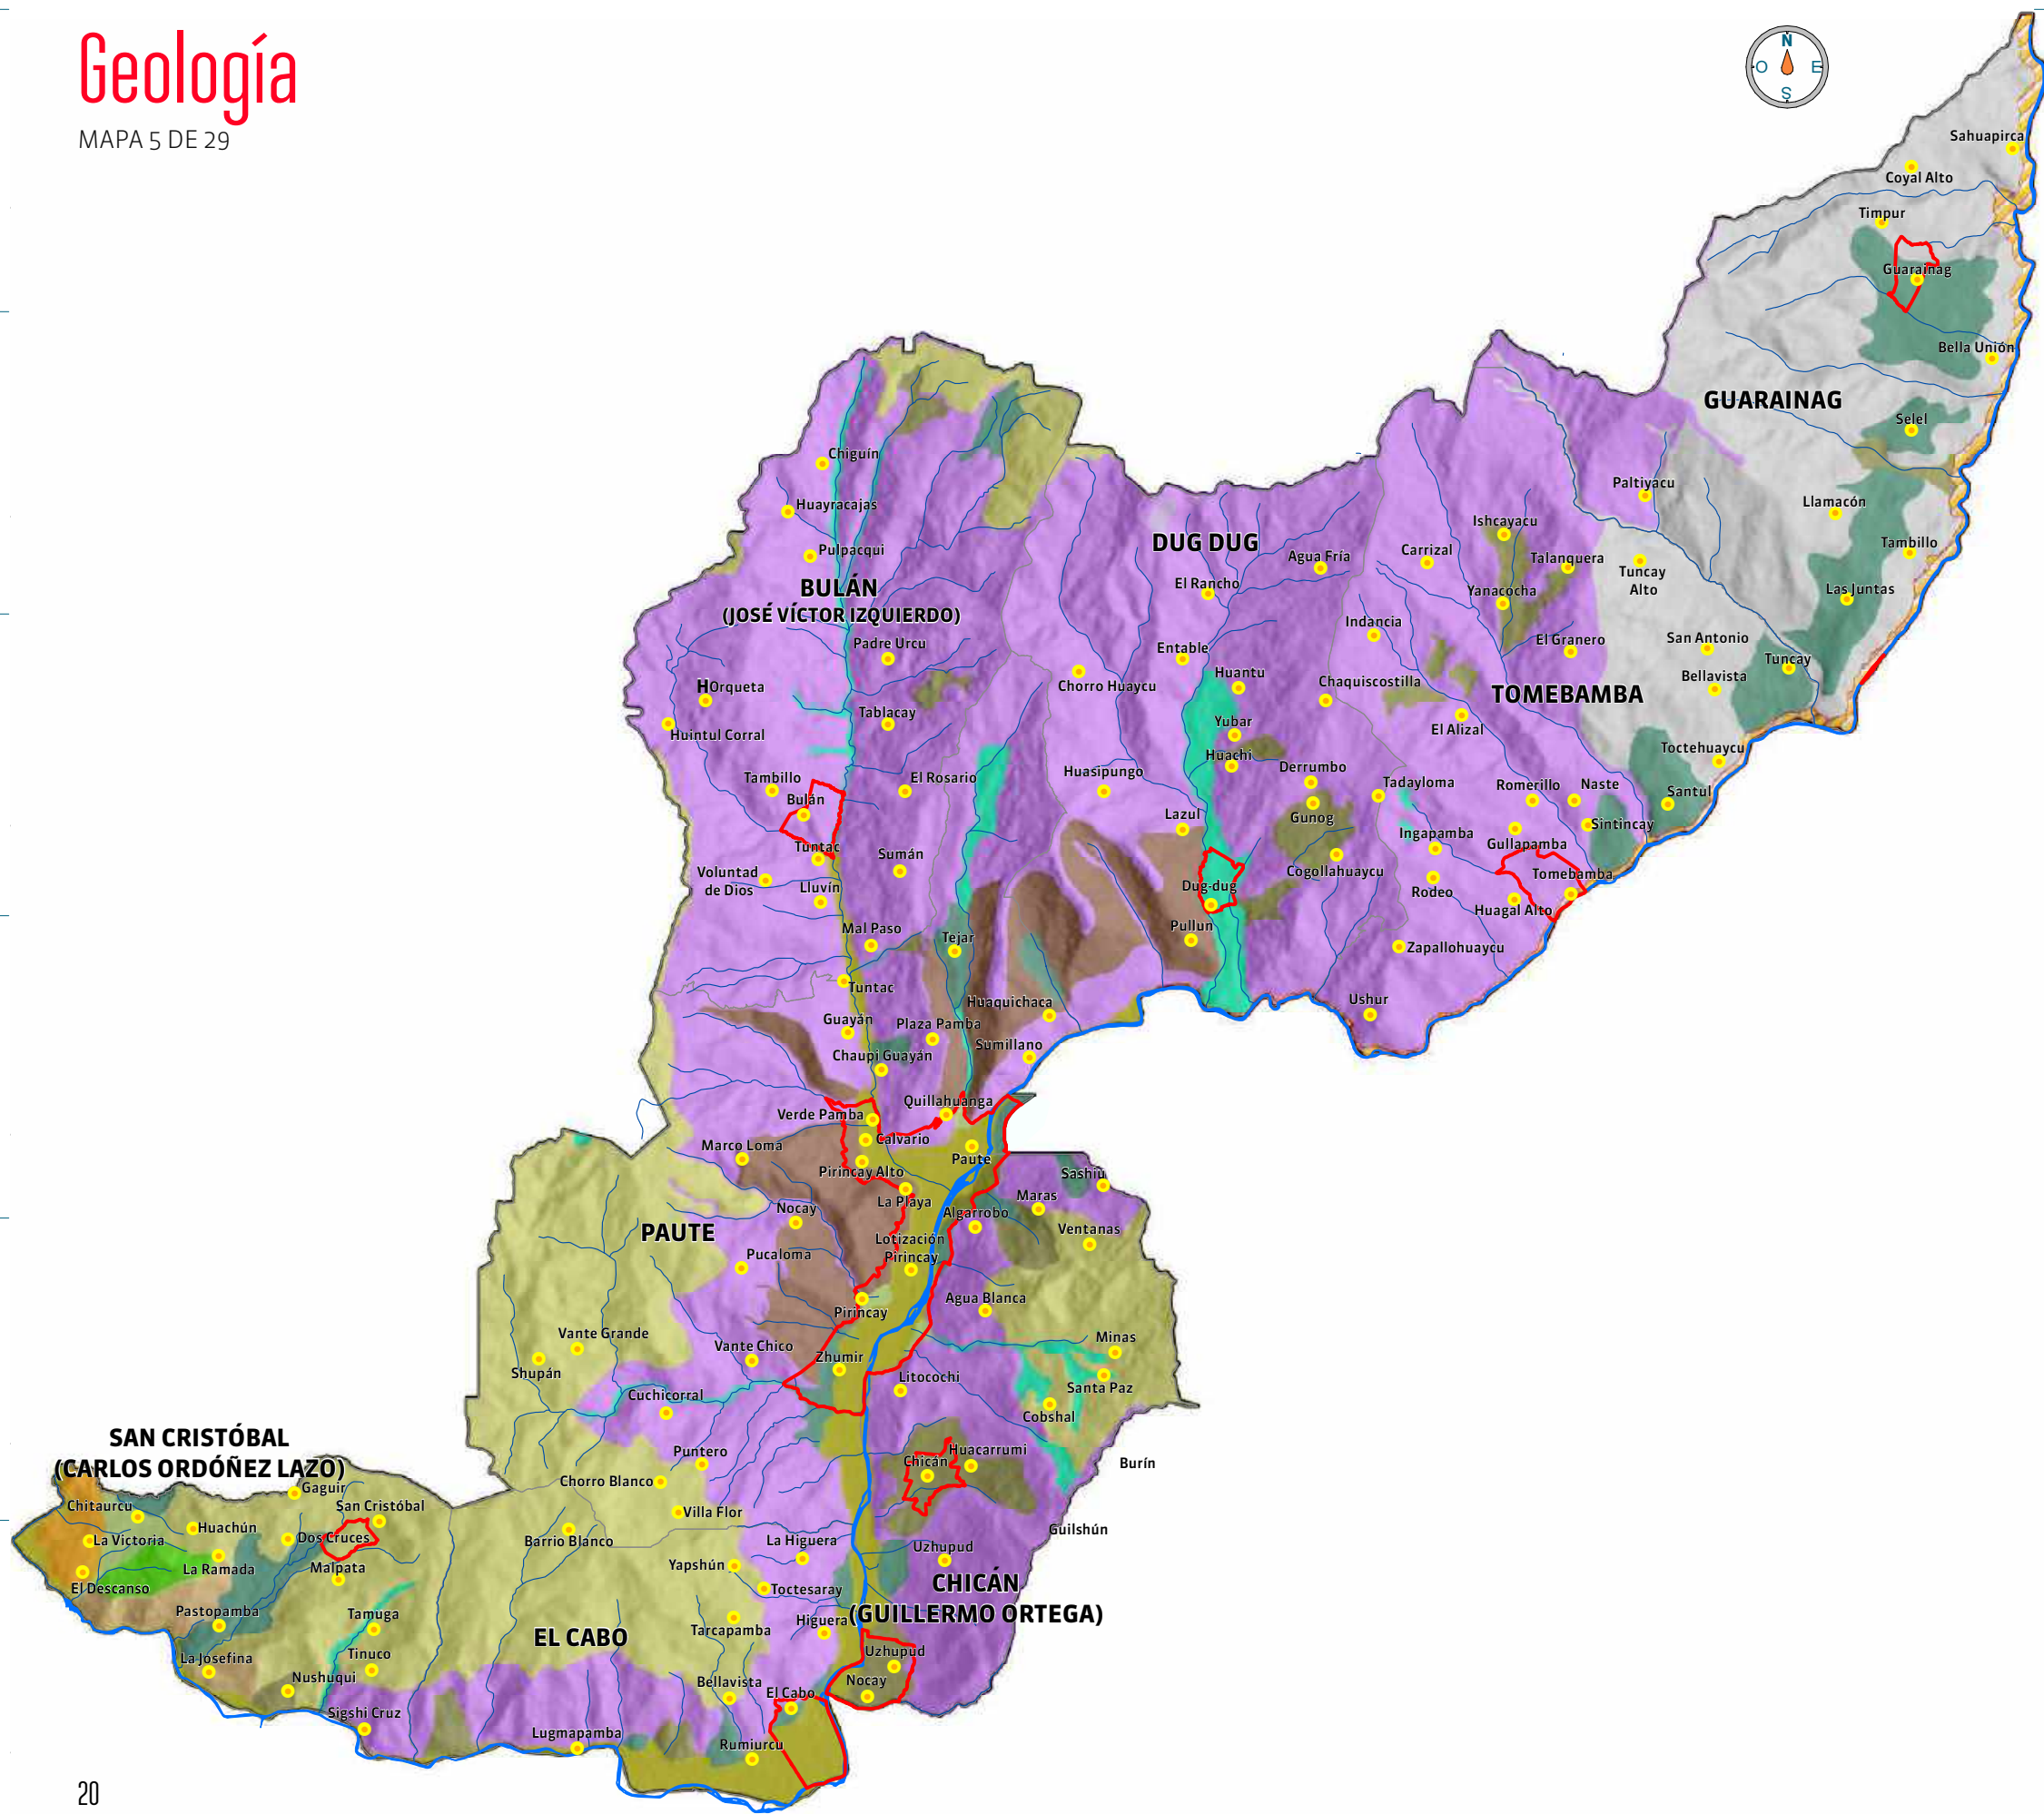 Geología
MAPA 5 DE 29
N
O
E
S
Sahuapirca
Coyal Alto
Timpur
Guarainag
Bella Unión
GUARAINAG
Selel
Chiguín
Paltiyacu
Llamacón
Huayracajas
Ishcayacu
DUG DUG
Tambillo
Pulpacqui
Agua Fría
Carrizal
Talanquera
Tuncay
Alto
El Rancho
BULÁN
(JOSÉ VÍCTOR IZQUIERDO)
Yanacocha
Las Juntas
Indancia
Padre Urcu
Entable
El Granero
San Antonio
Tuncay
Huantu
Bellavista
HOrqueta
Chorro Huaycu
Chaquiscostilla
TOMEBAMBA
Tablacay
Yubar
El Alizal
Huintul Corral
Huachi
Toctehuaycu
Tambillo
El Rosario
Huasipungo
Derrumbo
Tadayloma
Romerillo
Naste
Santul
Bulán
Lazul
Gunog
Sintincay
Ingapamba
Gullapamba
Tuntac
Sumán
Voluntad
de Dios
Cogollahuaycu
Tomebamba
Lluvín
Dug-dug
Rodeo
Huagal Alto
Mal Paso
Tejar
Pullun
Zapallohuaycu
Tuntac
Huaquichaca
Ushur
Guayán
Plaza Pamba
Chaupi Guayán
Sumillano
Quillahuanga
Verde Pamba
Calvario
Marco Loma
Paute
Pirincay Alto
Sashiu
La Playa
Maras
Nocay
Algarrobo
PAUTE
Ventanas
Lotización
Pirincay
Pucaloma
Agua Blanca
Pirincay
Vante Grande
Minas
Vante Chico
Zhumir
Shupán
Litocochi
Santa Paz
Cuchicorral
Cobshal
SAN CRISTÓBAL
(CARLOS ORDÓÑEZ LAZO)
Puntero
Huacarrumi
Chicán
Burín
Chorro Blanco
Gaguir
Chitaurcu
San Cristóbal
Villa Flor
Huachún
Guilshún
La Victoria
Dos Cruces
Barrio Blanco
La Higuera
Uzhupud
La Ramada
Malpata
Yapshún
El Descanso
Toctesaray
CHICÁN
(GUILLERMO ORTEGA)
Pastopamba
Tamuga
Higuera
Tarcapamba
EL CABO
Tinuco
Uzhupud
La Josefina
Nushuqui
Bellavista
Nocay
El Cabo
Sigshi Cruz
Lugmapamba
Rumiurcu
20